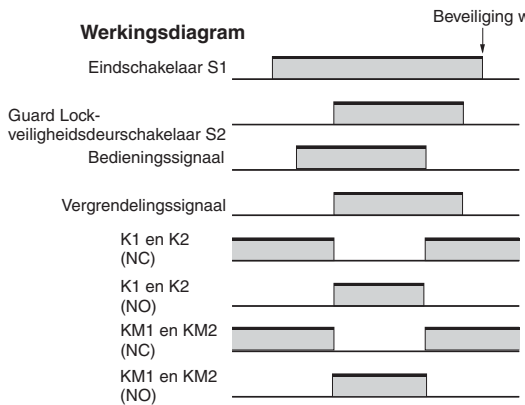 Beveiliging w
Werkingsdiagram
Eindschakelaar S1
Guard Lock-
veiligheidsdeurschakelaar S2
Bedieningssignaal
Vergrendelingssignaal
K1 en K2
(NC)
K1 en K2
(NO)
KM1 en KM2
(NC)
KM1 en KM2
(NO)